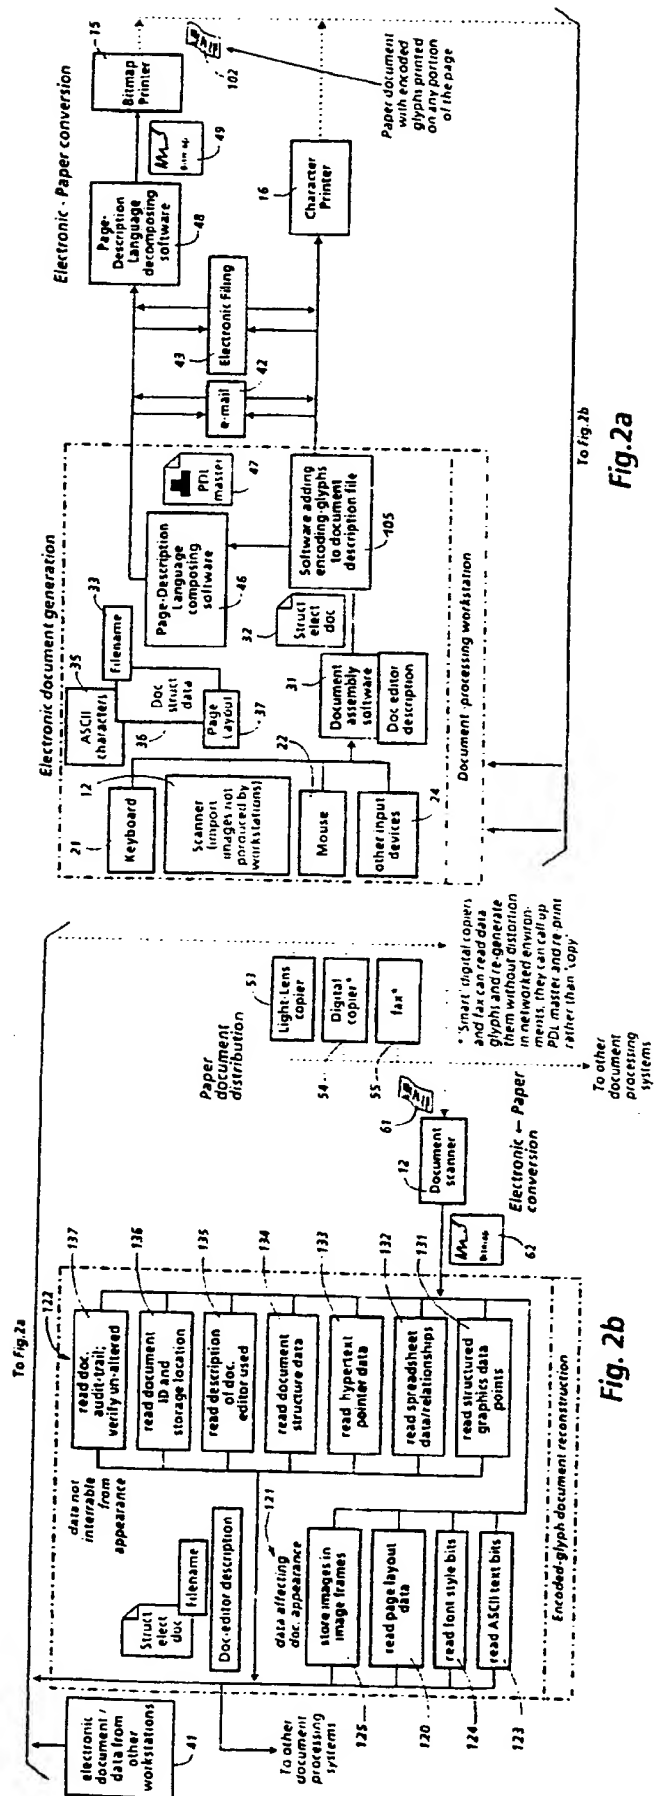 Electronic document generation
Electronic - Paper conversion
21
Keyboard
12
Scanner
(import
images not
produced by
workstations)
22
Mouse
other input
devices
24
35
ASCII
characters
33
Filename
Doc
struct
data
36
Page
Layout
37
31
Document
assembly
software
Doc editor
description
32
Struct
elect
doc
Page-Description
Language
composing
software
46
PDL
master
47
Software adding
encoding-glyphs
to document
description file
105
Document-processing workstation
e-mail
42
43
Electronic filing
Page-
Description
Language
decomposing
software
48
49
15
Bitmap
Printer
16
Character
Printer
102
Paper document
with encoded
glyphs printed
on any portion
of the page
To Fig.2b
Fig.2a
To Fig.2a
electronic
document/
data from
other
workstations
41
122
137
136
135
134
133
132
131
read doc.
audit-trail;
verify un-altered
read document
ID and
storage location
read description
of doc.
editor used
read document
structure data
read hypertext
pointer data
read spreadsheet
data/relationships
read structured
graphics data
points
data not
interrable
from
appearance
Struct
elect
doc
Filename
Doc-editor description
121
data affecting
doc. appearance
store images in
image frames
read page layout
data
read font style bits
read ASCII text bits
125
120
124
123
To other
document
processing
systems
Encoded-glyph document reconstruction
Paper
document
distribution
53
Light-Lens
copier
Digital
copier*
54
fax*
55
61
12
Document
scanner
62
Electronic ← Paper
conversion
* 'Smart' digital copiers
and fax can read data
glyphs and re-generate
them without distortion
in networked environ-
ments, they can call up
PDL master and re-print
rather than 'copy'
To other
document
processing
systems
Fig. 2b